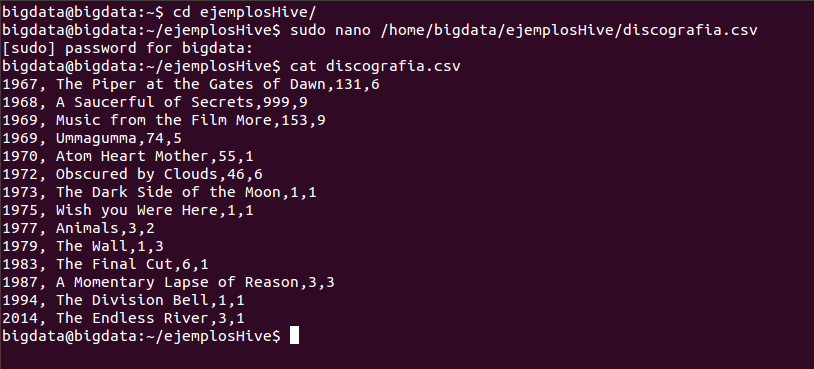 bigdata@bigdata:~$ cd ejemplosHive/
bigdata@bigdata:~/ejemplosHive$ sudo nano /home/bigdata/ejemplosHive/discografia.csv
[sudo] password for bigdata:
bigdata@bigdata:~/ejemplosHive$ cat discografia.csv
1967, The Piper at the Gates of Dawn,131,6
1968, A Saucerful of Secrets,999,9
1969, Music from the Film More,153,9
1969, Ummagumma,74,5
1970, Atom Heart Mother,55,1
1972, Obscured by Clouds,46,6
1973, The Dark Side of the Moon,1,1
1975, Wish you Were Here,1,1
1977, Animals,3,2
1979, The Wall,1,3
1983, The Final Cut,6,1
1987, A Momentary Lapse of Reason,3,3
1994, The Division Bell,1,1
2014, The Endless River,3,1
bigdata@bigdata:~/ejemplosHive$